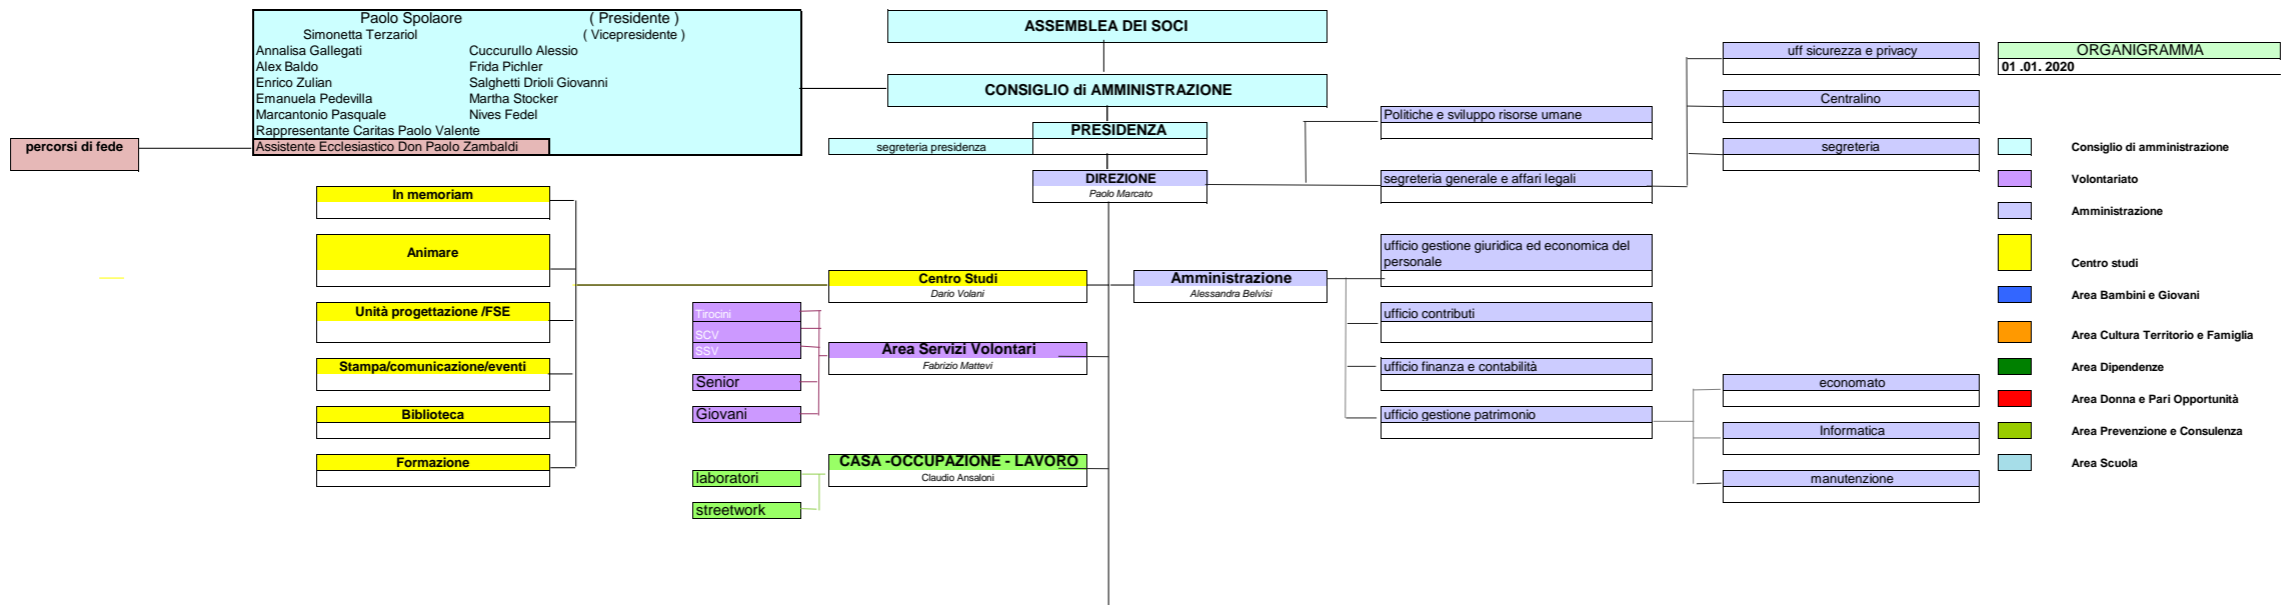 Paolo Spolaore ( Presidente )
Simonetta Terzariol ( Vicepresidente )
Annalisa Gallegati Cuccurullo Alessio
Alex Baldo Frida Pichler
Enrico Zulian Salghetti Drioli Giovanni
Emanuela Pedevilla Martha Stocker
Marcantonio Pasquale Nives Fedel
Rappresentante Caritas Paolo Valente
Assistente Ecclesiastico Don Paolo Zambaldi
percorsi di fede
ASSEMBLEA DEI SOCI
CONSIGLIO di AMMINISTRAZIONE
PRESIDENZA
segreteria presidenza
DIREZIONE
Paolo Marcato
Politiche e sviluppo risorse umane
segreteria generale e affari legali
uff sicurezza e privacy
Centralino
segreteria
ORGANIGRAMMA
01 .01. 2020
In memoriam
Animare
Unità progettazione /FSE
Stampa/comunicazione/eventi
Biblioteca
Formazione
Centro Studi
Dario Volani
Tirocini
SCV
SSV
Senior
Giovani
Area Servizi Volontari
Fabrizio Mattevi
CASA -OCCUPAZIONE - LAVORO
Claudio Ansaloni
laboratori
streetwork
Amministrazione
Alessandra Belvisi
ufficio gestione giuridica ed economica del
personale
ufficio contributi
ufficio finanza e contabilità
ufficio gestione patrimonio
economato
Informatica
manutenzione
Consiglio di amministrazione
Volontariato
Amministrazione
Centro studi
Area Bambini e Giovani
Area Cultura Territorio e Famiglia
Area Dipendenze
Area Donna e Pari Opportunità
Area Prevenzione e Consulenza
Area Scuola